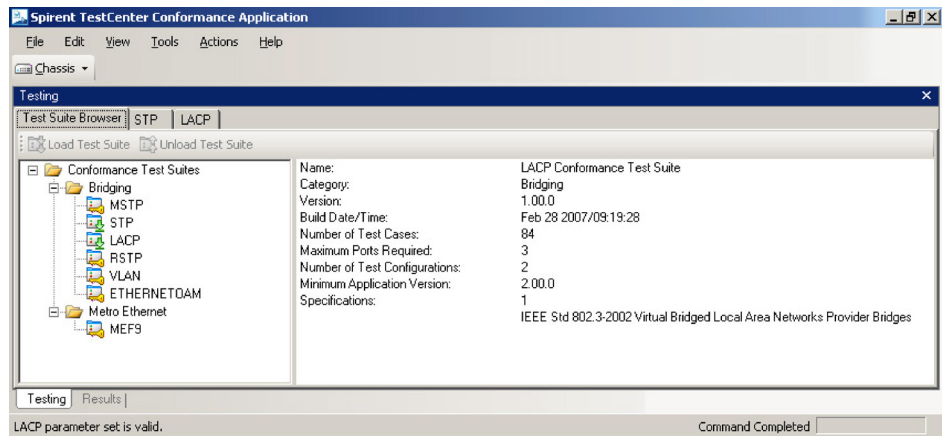 Spirent TestCenter Conformance Application
File Edit View Tools Actions Help
Chassis
Testing
Test Suite Browser STP LACP
Load Test Suite Unload Test Suite
Conformance Test Suites
Bridging
MSTP
STP
LACP
RSTP
VLAN
ETHERNETOAM
Metro Ethernet
MEF9
Name: LACP Conformance Test Suite
Category: Bridging
Version: 1.00.0
Build Date/Time: Feb 28 2007/09:19:28
Number of Test Cases: 84
Maximum Ports Required: 3
Number of Test Configurations: 2
Minimum Application Version: 2.00.0
Specifications: 1
IEEE Std 802.3-2002 Virtual Bridged Local Area Networks Provider Bridges
Testing Results
LACP parameter set is valid. Command Completed